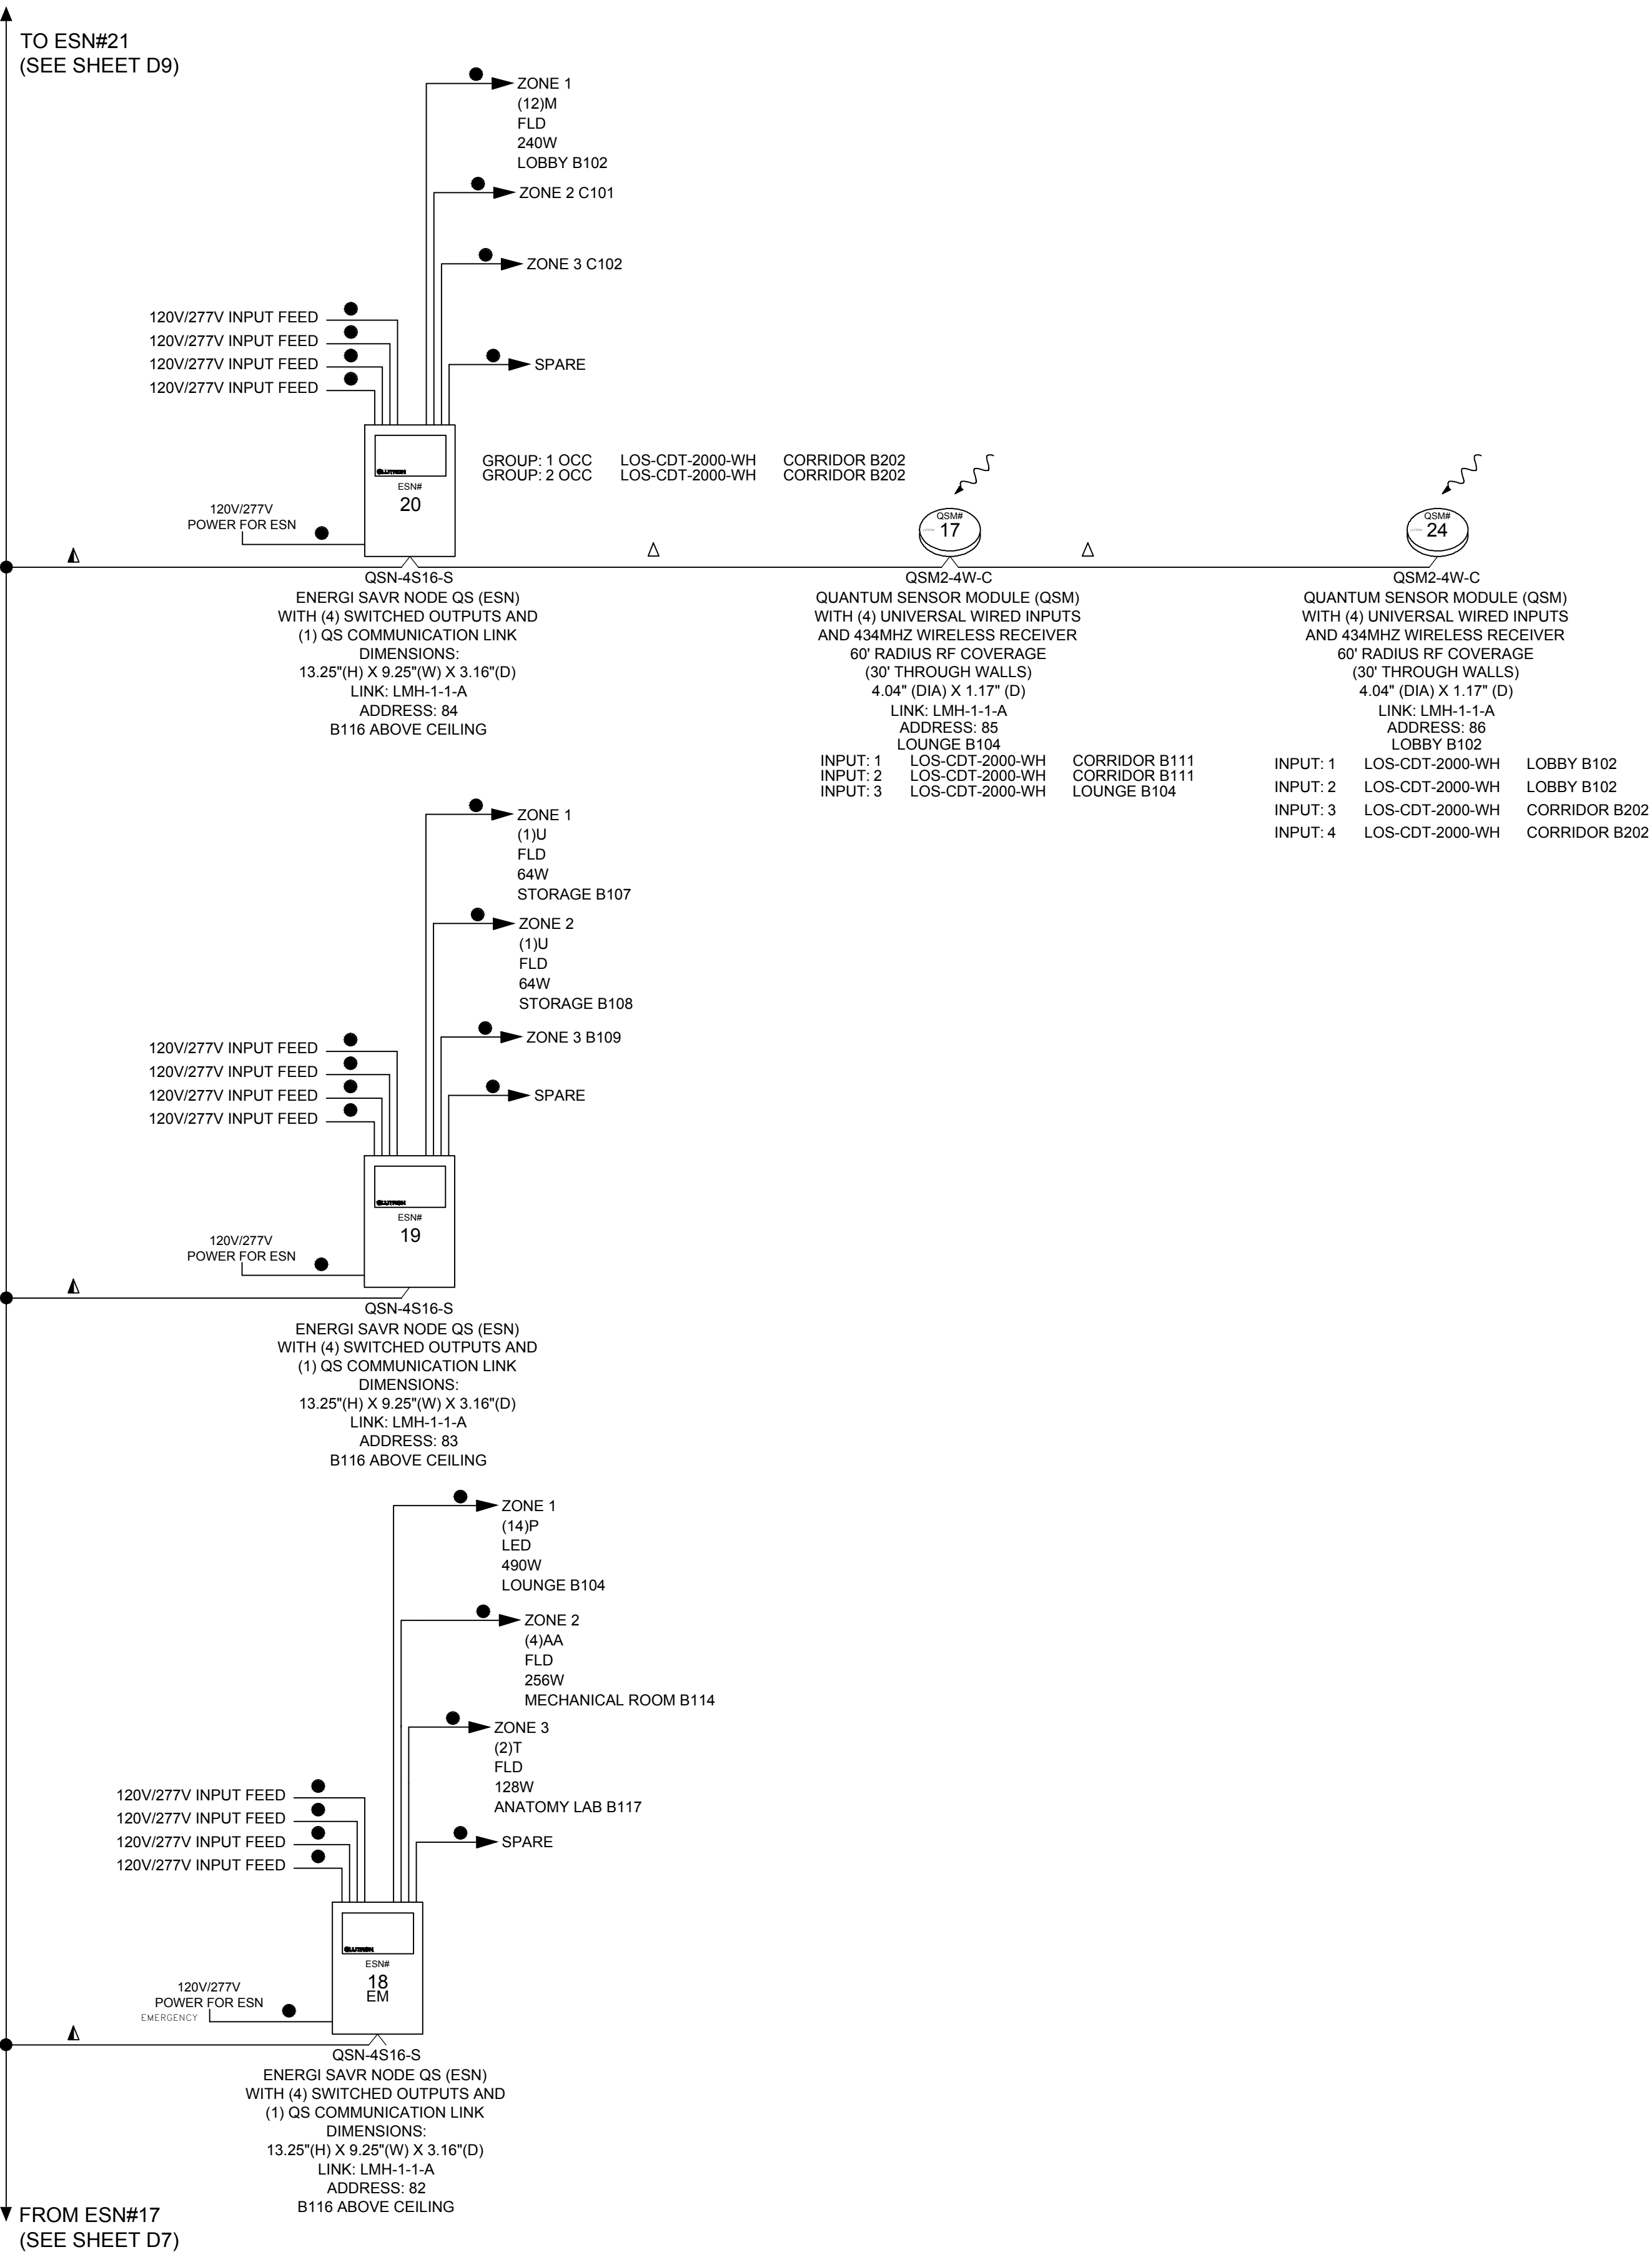 TO ESN#21
(SEE SHEET D9)
ZONE 1
(12)M
FLD
240W
LOBBY B102
ZONE 2 C101
ZONE 3 C102
SPARE
120V/277V INPUT FEED
120V/277V INPUT FEED
120V/277V INPUT FEED
120V/277V INPUT FEED
LUTRON
ESN#
20
120V/277V
POWER FOR ESN
GROUP: 1 OCC LOS-CDT-2000-WH CORRIDOR B202
GROUP: 2 OCC LOS-CDT-2000-WH CORRIDOR B202
QSN-4S16-S
ENERGI SAVR NODE QS (ESN)
WITH (4) SWITCHED OUTPUTS AND
(1) QS COMMUNICATION LINK
DIMENSIONS:
13.25"(H) X 9.25"(W) X 3.16"(D)
LINK: LMH-1-1-A
ADDRESS: 84
B116 ABOVE CEILING
QSM#
17
QSM2-4W-C
QUANTUM SENSOR MODULE (QSM)
WITH (4) UNIVERSAL WIRED INPUTS
AND 434MHZ WIRELESS RECEIVER
60' RADIUS RF COVERAGE
(30' THROUGH WALLS)
4.04" (DIA) X 1.17" (D)
LINK: LMH-1-1-A
ADDRESS: 85
LOUNGE B104
INPUT: 1 LOS-CDT-2000-WH CORRIDOR B111
INPUT: 2 LOS-CDT-2000-WH CORRIDOR B111
INPUT: 3 LOS-CDT-2000-WH LOUNGE B104
QSM#
24
QSM2-4W-C
QUANTUM SENSOR MODULE (QSM)
WITH (4) UNIVERSAL WIRED INPUTS
AND 434MHZ WIRELESS RECEIVER
60' RADIUS RF COVERAGE
(30' THROUGH WALLS)
4.04" (DIA) X 1.17" (D)
LINK: LMH-1-1-A
ADDRESS: 86
LOBBY B102
INPUT: 1 LOS-CDT-2000-WH LOBBY B102
INPUT: 2 LOS-CDT-2000-WH LOBBY B102
INPUT: 3 LOS-CDT-2000-WH CORRIDOR B202
INPUT: 4 LOS-CDT-2000-WH CORRIDOR B202
ZONE 1
(1)U
FLD
64W
STORAGE B107
ZONE 2
(1)U
FLD
64W
STORAGE B108
ZONE 3 B109
SPARE
120V/277V INPUT FEED
120V/277V INPUT FEED
120V/277V INPUT FEED
120V/277V INPUT FEED
LUTRON
ESN#
19
120V/277V
POWER FOR ESN
QSN-4S16-S
ENERGI SAVR NODE QS (ESN)
WITH (4) SWITCHED OUTPUTS AND
(1) QS COMMUNICATION LINK
DIMENSIONS:
13.25"(H) X 9.25"(W) X 3.16"(D)
LINK: LMH-1-1-A
ADDRESS: 83
B116 ABOVE CEILING
ZONE 1
(14)P
LED
490W
LOUNGE B104
ZONE 2
(4)AA
FLD
256W
MECHANICAL ROOM B114
ZONE 3
(2)T
FLD
128W
ANATOMY LAB B117
SPARE
120V/277V INPUT FEED
120V/277V INPUT FEED
120V/277V INPUT FEED
120V/277V INPUT FEED
LUTRON
ESN#
18
EM
120V/277V
POWER FOR ESN
EMERGENCY
QSN-4S16-S
ENERGI SAVR NODE QS (ESN)
WITH (4) SWITCHED OUTPUTS AND
(1) QS COMMUNICATION LINK
DIMENSIONS:
13.25"(H) X 9.25"(W) X 3.16"(D)
LINK: LMH-1-1-A
ADDRESS: 82
B116 ABOVE CEILING
FROM ESN#17
(SEE SHEET D7)